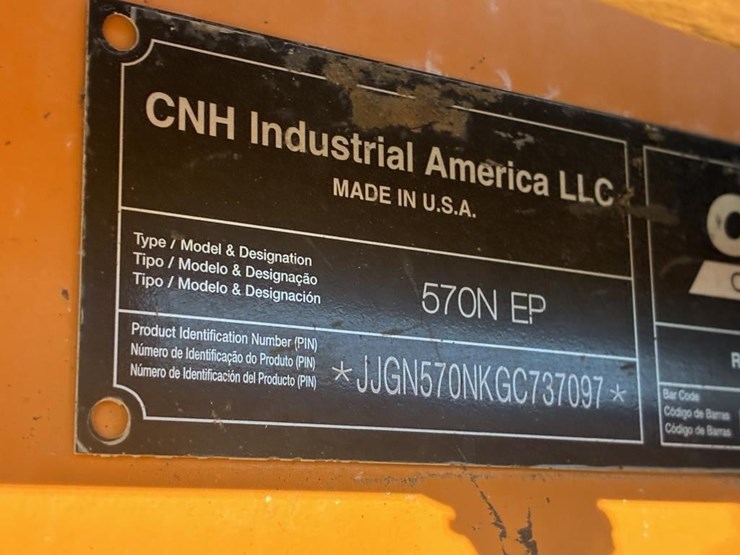 CNH Industrial America LLC
MADE IN U.S.A.
Type / Model & Designation
Tipo / Modelo & Designação
Tipo / Modelo & Designación
570N EP
Product Identification Number (PIN)
Número de Identificação do Produto (PIN)
Número de Identificación del Producto (PIN)
*JJGN570NKGC737097*
Bar Code
Código de Barras
Código de Barras